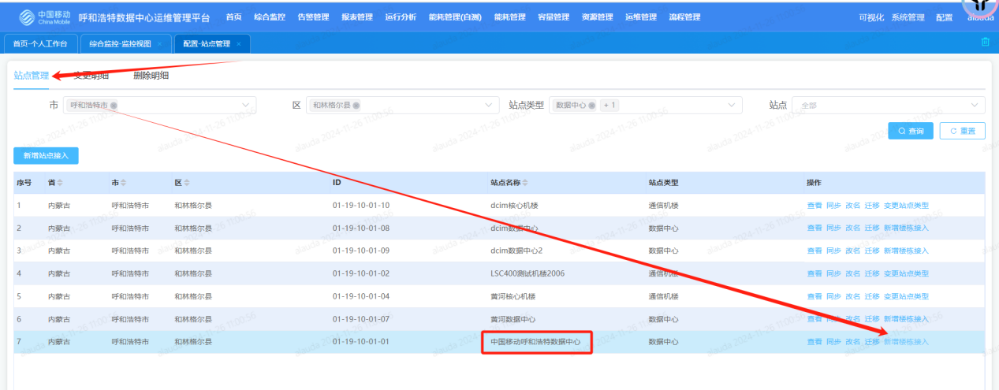 中国移动 China Mobile 呼和浩特数据中心运维管理平台 首页 综合监控 告警管理 报表管理 运行分析 能耗管理(自测) 能耗管理 容量管理 资源管理 运维管理 流程管理 可视化 系统管理 配置 alauda
首页-个人工作台 综合监控-监控视图 × 配置-站点管理 ×
站点管理 变更明细 删除明细
市 呼和浩特市 区 和林格尔县 站点类型 数据中心 + 1 站点 全部
查询 重置
新增站点接入
序号 省 市 区 ID 站点名称 站点类型 操作
1 内蒙古 呼和浩特市 和林格尔县 01-19-10-01-10 dcim核心机楼 通信机楼 查看 同步 改名 迁移 变更站点类型
2 内蒙古 呼和浩特市 和林格尔县 01-19-10-01-08 dcim数据中心 数据中心 查看 同步 改名 迁移 新增楼栋接入
3 内蒙古 呼和浩特市 和林格尔县 01-19-10-01-09 dcim数据中心2 数据中心 查看 同步 改名 迁移 新增楼栋接入
4 内蒙古 呼和浩特市 和林格尔县 01-19-10-01-02 LSC400测试机楼2006 通信机楼 查看 同步 改名 迁移 变更站点类型
5 内蒙古 呼和浩特市 和林格尔县 01-19-10-01-04 黄河核心机楼 通信机楼 查看 同步 改名 迁移 变更站点类型
6 内蒙古 呼和浩特市 和林格尔县 01-19-10-01-07 黄河数据中心 数据中心 查看 同步 改名 迁移 新增楼栋接入
7 内蒙古 呼和浩特市 和林格尔县 01-19-10-01-01 中国移动呼和浩特数据中心 数据中心 查看 同步 改名 迁移 新增楼栋接入
alauda 2024-11-26 11:00:56